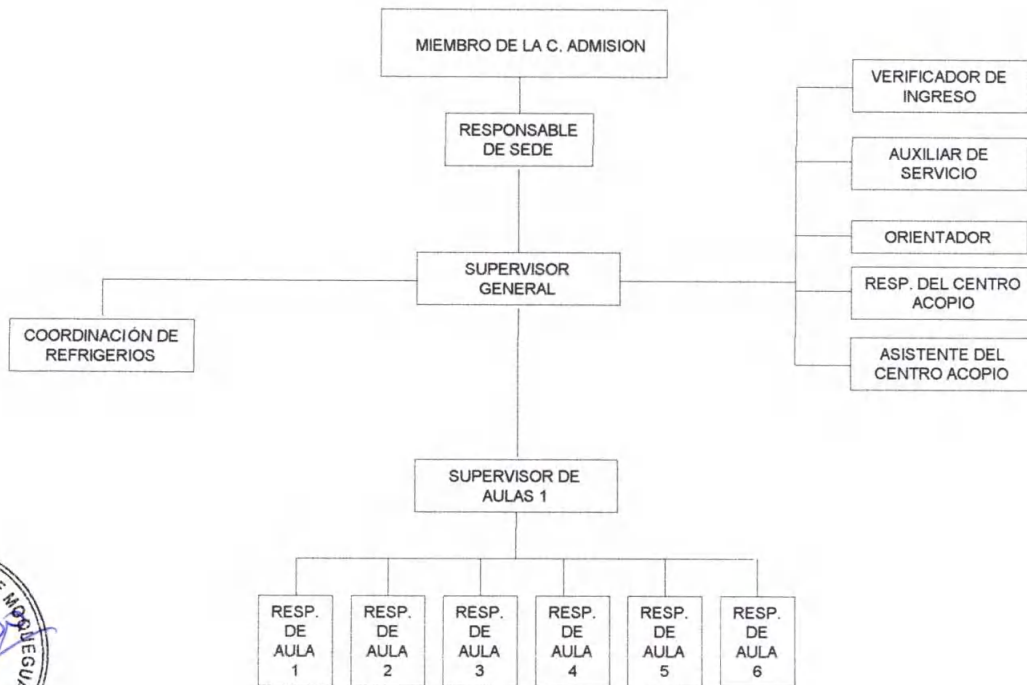 MIEMBRO DE LA C. ADMISION
RESPONSABLE
DE SEDE
VERIFICADOR DE
INGRESO
AUXILIAR DE
SERVICIO
ORIENTADOR
SUPERVISOR
GENERAL
RESP. DEL CENTRO
ACOPIO
COORDINACIÓN DE
REFRIGERIOS
ASISTENTE DEL
CENTRO ACOPIO
SUPERVISOR DE
AULAS 1
RESP.
DE
AULA
1
RESP.
DE
AULA
2
RESP.
DE
AULA
3
RESP.
DE
AULA
4
RESP.
DE
AULA
5
RESP.
DE
AULA
6